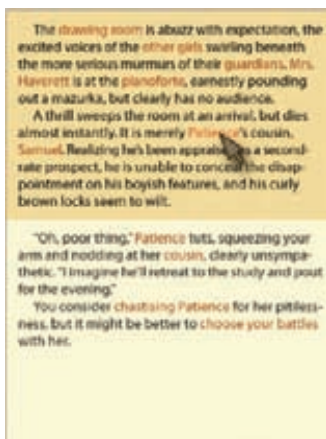 The drawing room is abuzz with expectation, the
excited voices of the other girls swirling beneath
the more serious murmurs of their guardians. Mrs.
Haverett is at the pianoforte, earnestly pounding
out a mazurka, but clearly has no audience.
A thrill sweeps the room at an arrival, but dies
almost instantly. It is merely Patience's cousin,
Samuel. Realizing he's been appraised as a second-
rate prospect, he is unable to conceal the disap-
pointment on his boyish features, and his curly
brown locks seem to wilt.
"Oh, poor thing," Patience tuts, squeezing your
arm and nodding at her cousin, clearly unsympa-
thetic. "I imagine he'll retreat to the study and pout
for the evening."
You consider chastising Patience for her pitiless-
ness, but it might be better to choose your battles
with her.